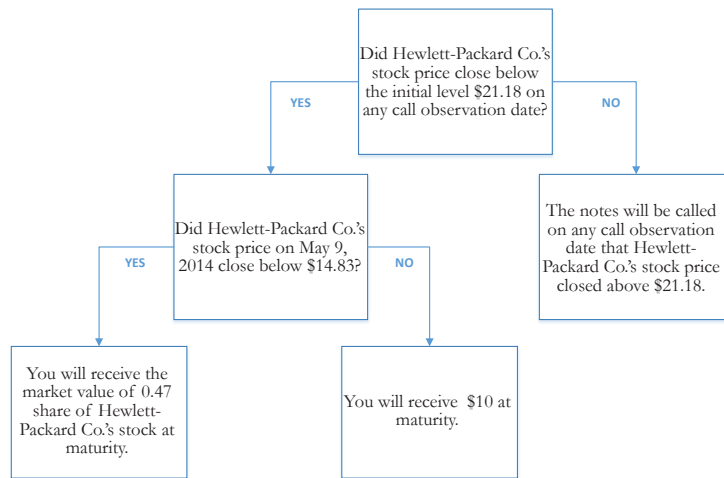 Did Hewlett-Packard Co.'s
stock price close below
the initial level $21.18 on
any call observation date?
YES
NO
Did Hewlett-Packard Co.'s
stock price on May 9,
2014 close below $14.83?
The notes will be called
on any call observation
date that Hewlett-
Packard Co.'s stock price
closed above $21.18.
YES
NO
You will receive the
market value of 0.47
share of Hewlett-
Packard Co.'s stock at
maturity.
You will receive $10 at
maturity.